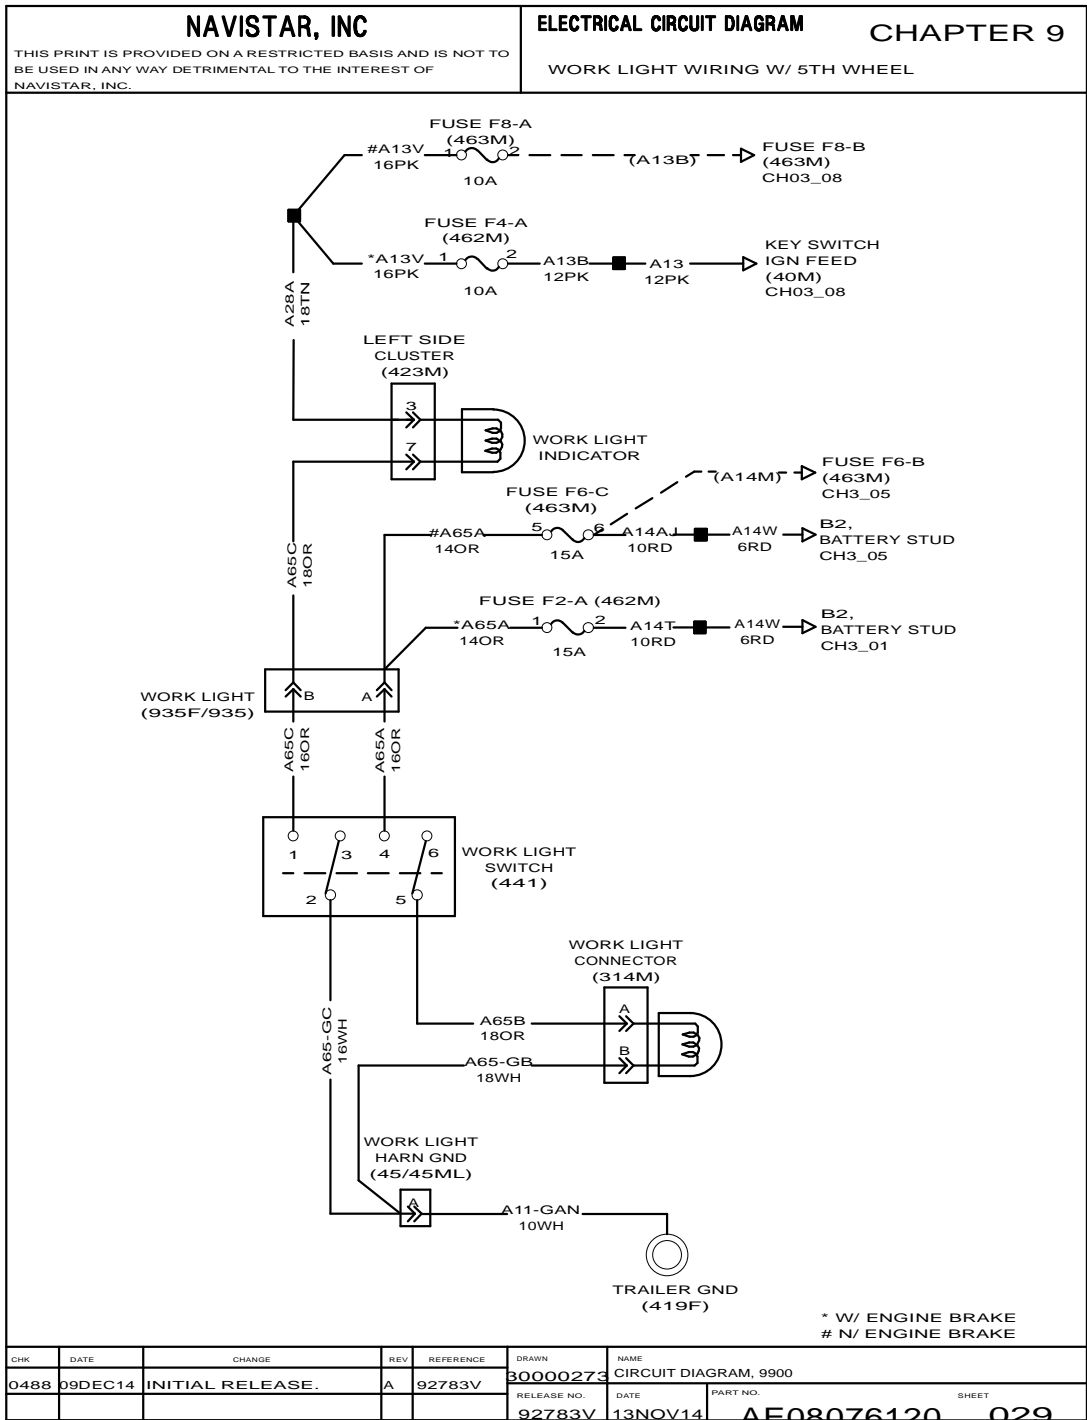 NAVISTAR, INC
THIS PRINT IS PROVIDED ON A RESTRICTED BASIS AND IS NOT TO
BE USED IN ANY WAY DETRIMENTAL TO THE INTEREST OF
NAVISTAR, INC.
ELECTRICAL CIRCUIT DIAGRAM
CHAPTER 9
WORK LIGHT WIRING W/ 5TH WHEEL
FUSE F8-A
(463M)
#A13V
16PK
1
2
10A
(A13B)
FUSE F8-B
(463M)
CH03_08
FUSE F4-A
(462M)
*A13V
16PK
1
2
10A
A13B
12PK
A13
12PK
KEY SWITCH
IGN FEED
(40M)
CH03_08
A28A
18TN
LEFT SIDE
CLUSTER
(423M)
3
7
WORK LIGHT
INDICATOR
FUSE F6-C
(463M)
(A14M)
FUSE F6-B
(463M)
CH3_05
#A65A
14OR
5
6
15A
A14AJ
10RD
A14W
6RD
B2,
BATTERY STUD
CH3_05
A65C
18OR
FUSE F2-A (462M)
*A65A
14OR
1
2
15A
A14T
10RD
A14W
6RD
B2,
BATTERY STUD
CH3_01
WORK LIGHT
(935F/935)
B
A
A65C
16OR
A65A
16OR
1
3
4
6
2
5
WORK LIGHT
SWITCH
(441)
WORK LIGHT
CONNECTOR
(314M)
A
B
A65B
18OR
A65-GB
18WH
A65-GC
16WH
WORK LIGHT
HARN GND
(45/45ML)
A
A11-GAN
10WH
TRAILER GND
(419F)
* W/ ENGINE BRAKE
# N/ ENGINE BRAKE
CHK DATE CHANGE REV REFERENCE
0488 09DEC14 INITIAL RELEASE. A 92783V
DRAWN
30000273
NAME
CIRCUIT DIAGRAM, 9900
RELEASE NO.
92783V
DATE
13NOV14
PART NO.
AE08076120
SHEET
029